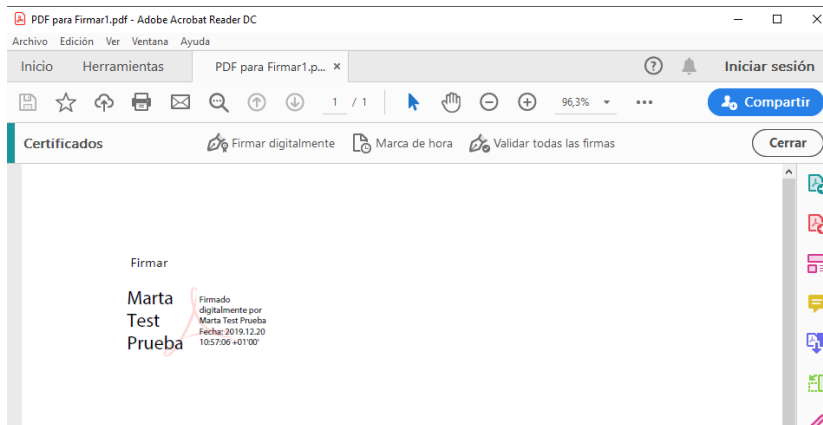 PDF para Firmar1.pdf - Adobe Acrobat Reader DC
Archivo Edición Ver Ventana Ayuda
Inicio Herramientas PDF para Firmar1.p... × Iniciar sesión
1 / 1 96,3% Compartir
Certificados Firmar digitalmente Marca de hora Validar todas las firmas Cerrar
Firmar
Marta
Test
Prueba
Firmado
digitalmente por
Marta Test Prueba
Fecha: 2019.12.20
10:57:06 +01'00'